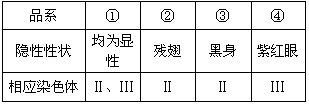 品系 ① ② ③ ④
隐性性状 均为显性 残翅 黑身 紫红眼
相应染色体 Ⅱ、Ⅲ Ⅱ Ⅱ Ⅲ